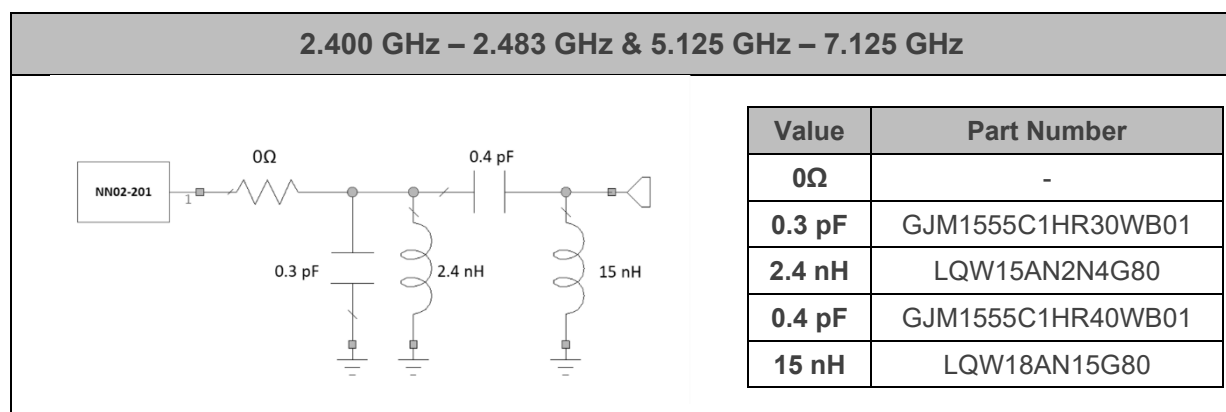 2.400 GHz – 2.483 GHz & 5.125 GHz – 7.125 GHz
NN02-201
1
0Ω
0.4 pF
0.3 pF
2.4 nH
15 nH
Value Part Number
0Ω -
0.3 pF GJM1555C1HR30WB01
2.4 nH LQW15AN2N4G80
0.4 pF GJM1555C1HR40WB01
15 nH LQW18AN15G80